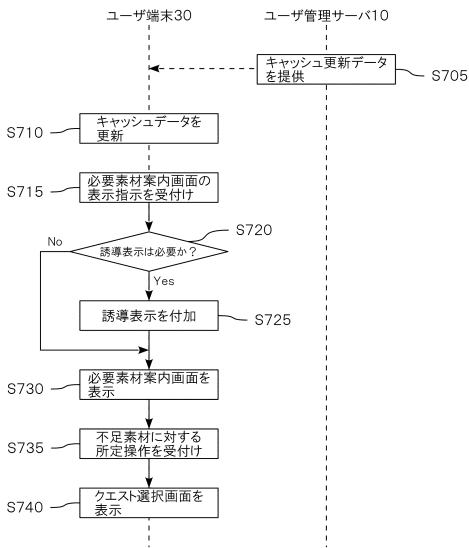 ユーザ端末30
ユーザ管理サーバ10
キャッシュ更新データ
を提供
S705
S710
キャッシュデータを
更新
S715
必要素材案内画面の
表示指示を受付け
S720
No
誘導表示は必要か?
Yes
誘導表示を付加
S725
S730
必要素材案内画面を
表示
S735
不足素材に対する
所定操作を受付け
S740
クエスト選択画面を
表示